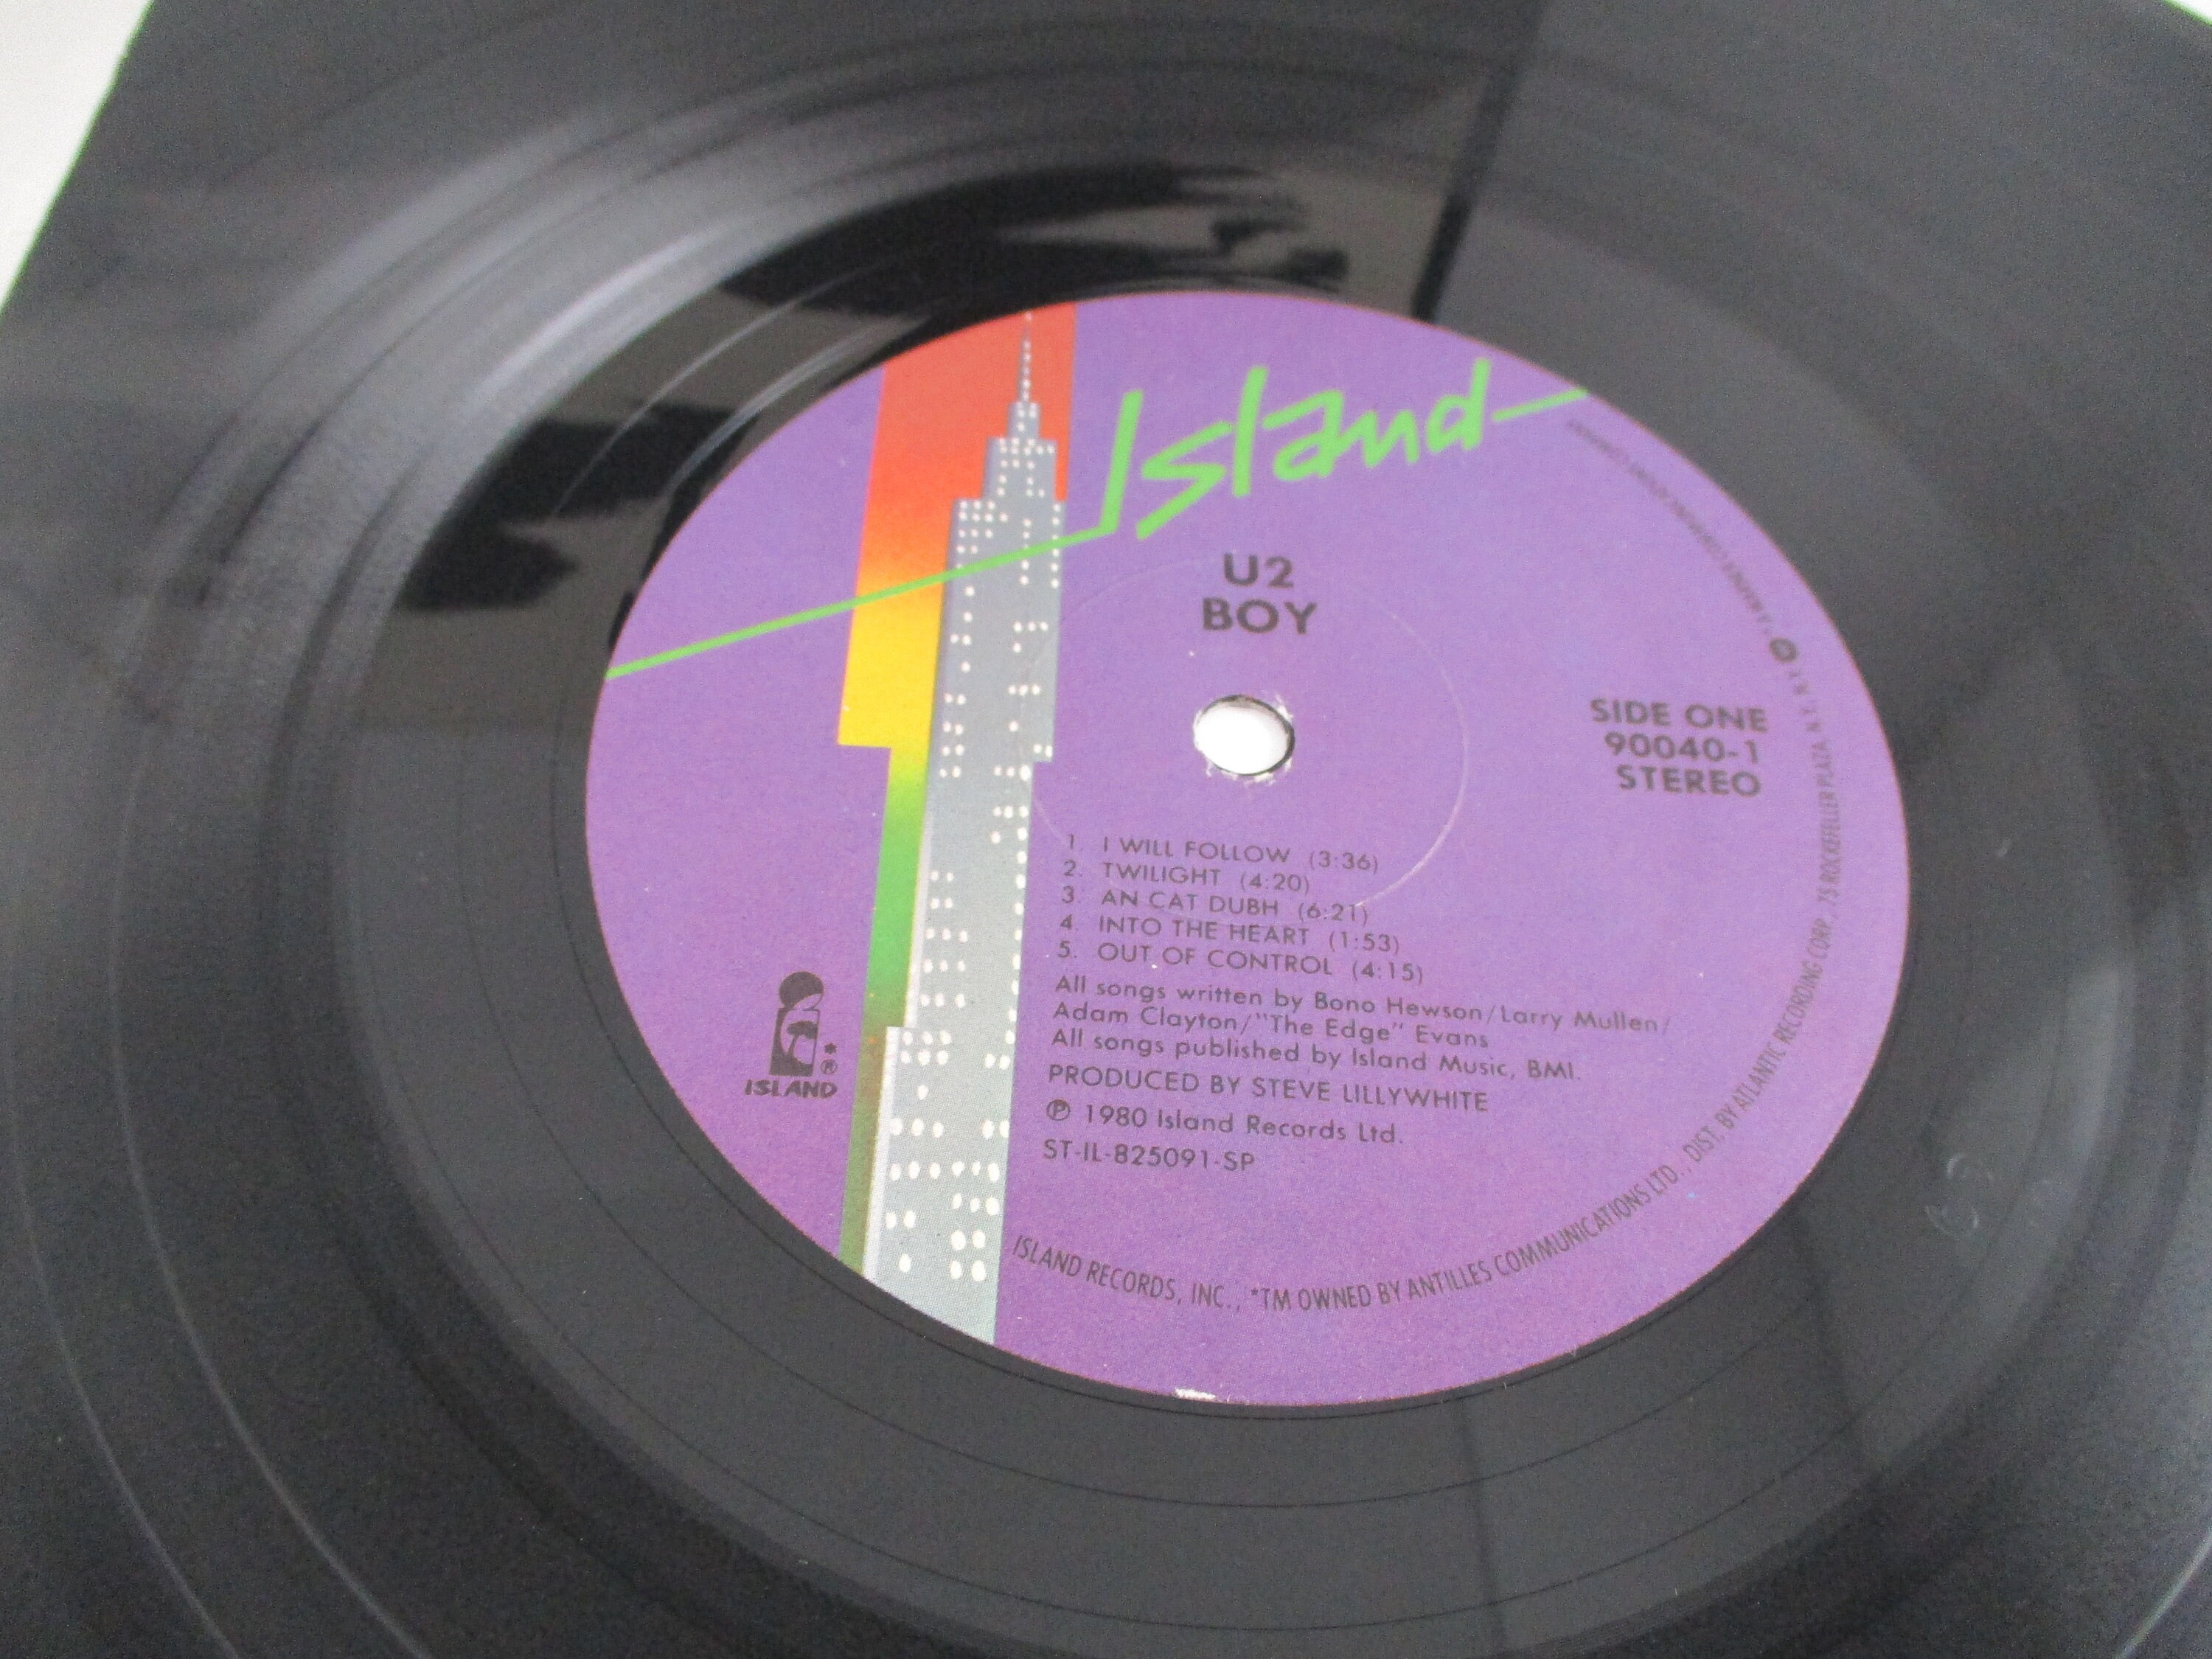 Island
U2
BOY
SIDE ONE
90040-1
STEREO
1. I WILL FOLLOW (3:36)
2. TWILIGHT (4:20)
3. AN CAT DUBH (6:21)
4. INTO THE HEART (1:53)
5. OUT OF CONTROL (4:15)
All songs written by Bono Hewson/Larry Mullen/
Adam Clayton/"The Edge" Evans
All songs published by Island Music, BMI.
PRODUCED BY STEVE LILLYWHITE
℗ 1980 Island Records Ltd.
ST-IL-825091-SP
*®
ISLAND
ISLAND RECORDS, INC., *TM OWNED BY ANTILLES COMMUNICATIONS LTD., DIST. BY ATLANTIC RECORDING CORP., 75 ROCKEFELLER PLAZA, N.Y., N.Y.